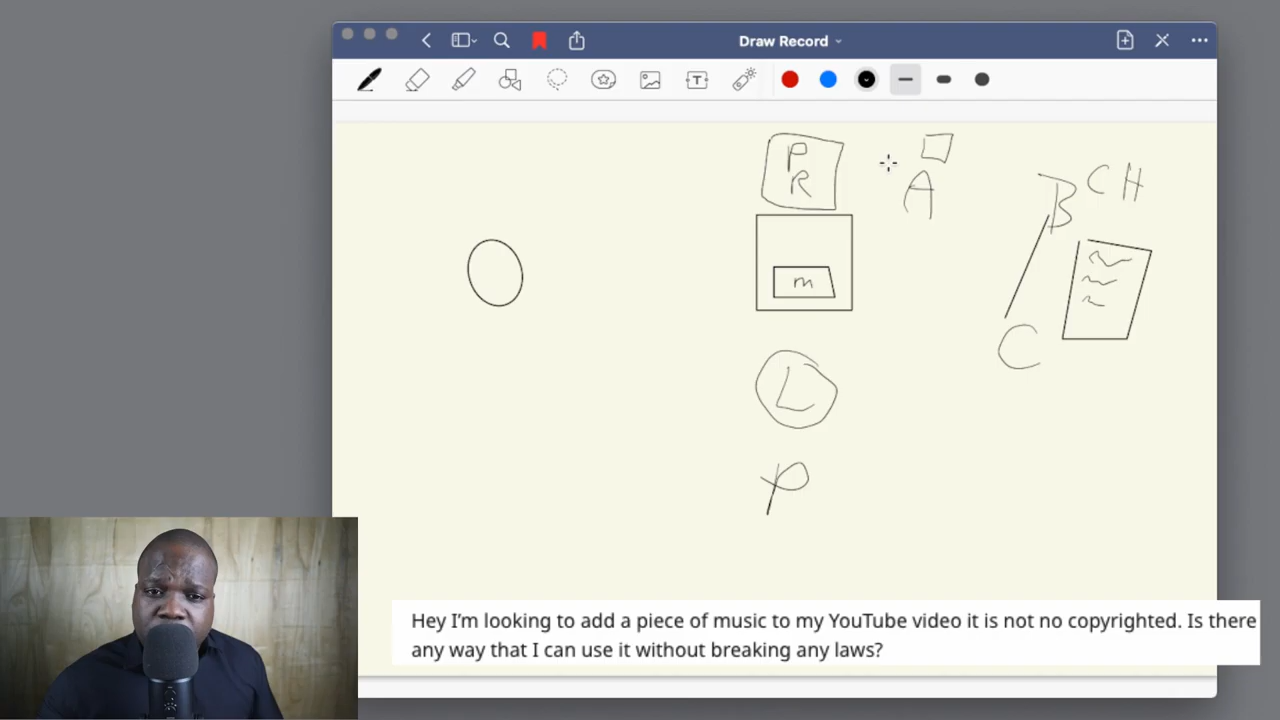 Draw Record
T
P
R
A
B
CH
m
C
L
P
Hey I'm looking to add a piece of music to my YouTube video it is not no copyrighted. Is there
any way that I can use it without breaking any laws?